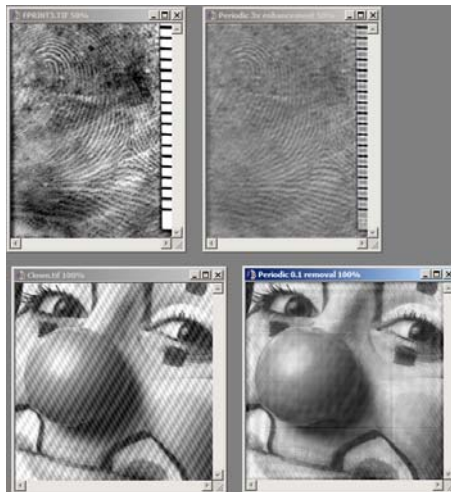 FPRINT3.TIF 50%
Periodic 3x enhancement 50%
Clown.tif 100%
Periodic 0.1 removal 100%